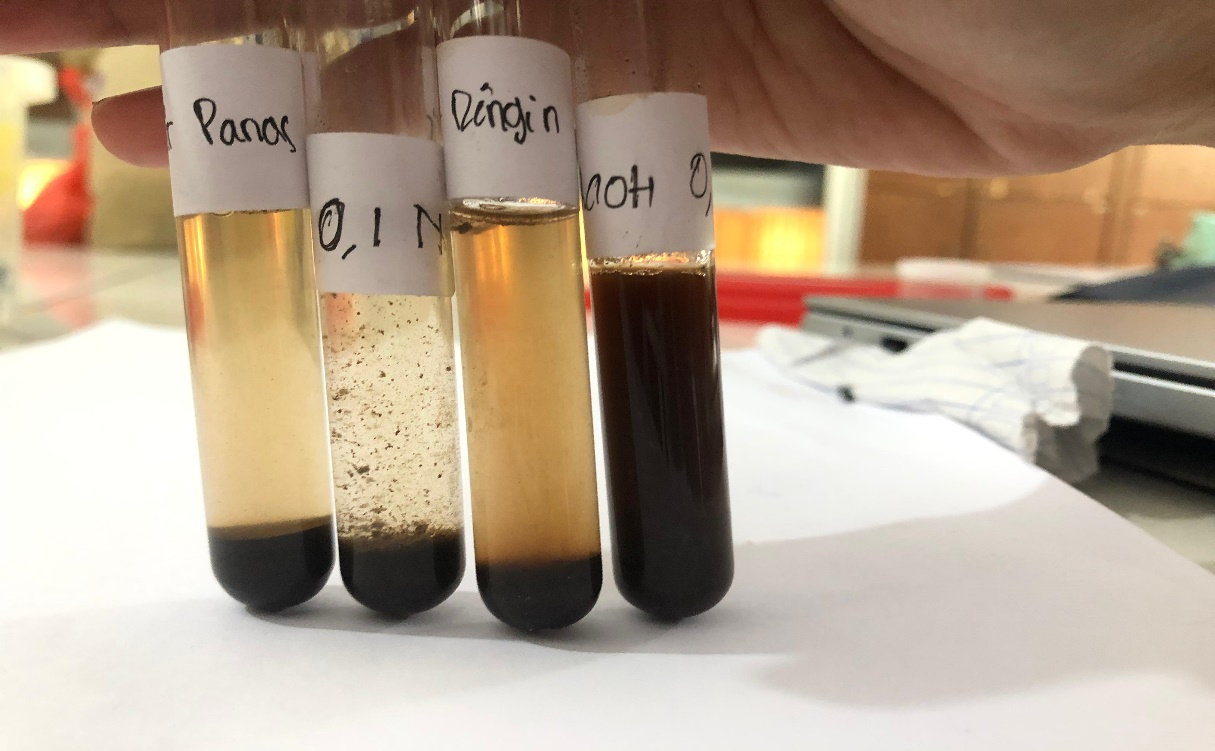 r Panas
0,1 N
Dingin
aOH 0,